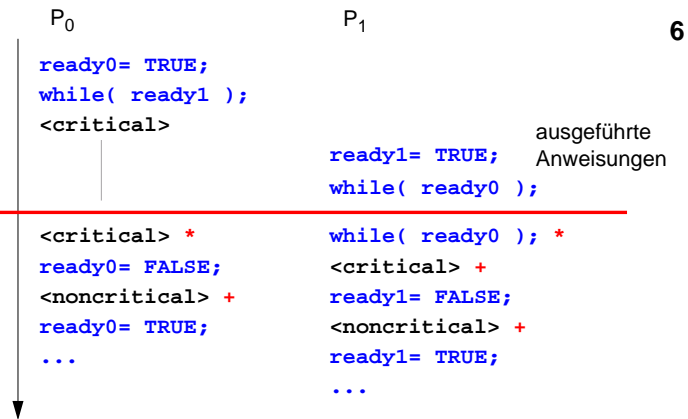 P0 P1
6
ready0= TRUE;
while( ready1 );
<critical>
ausgeführte
ready1= TRUE; Anweisungen
while( ready0 );
<critical> * while( ready0 ); *
ready0= FALSE; <critical> +
<noncritical> + ready1= FALSE;
ready0= TRUE; <noncritical> +
... ready1= TRUE;
...